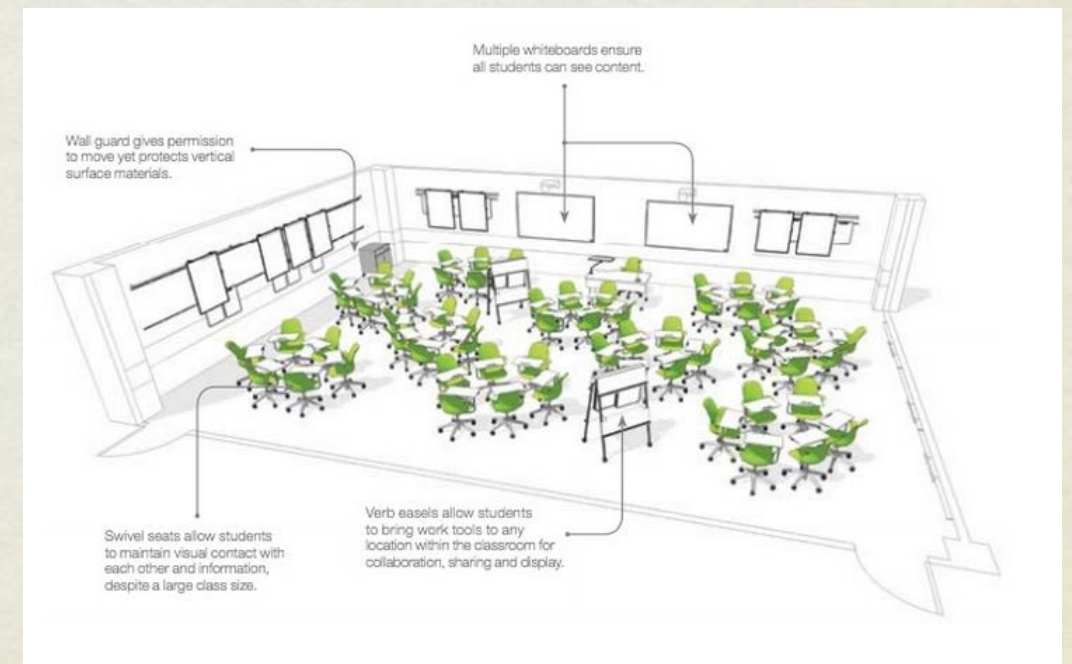 Multiple whiteboards ensure
all students can see content.
Wall guard gives permission
to move yet protects vertical
surface materials.
Swivel seats allow students
to maintain visual contact with
each other and information,
despite a large class size.
Verb easels allow students
to bring work tools to any
location within the classroom for
collaboration, sharing and display.